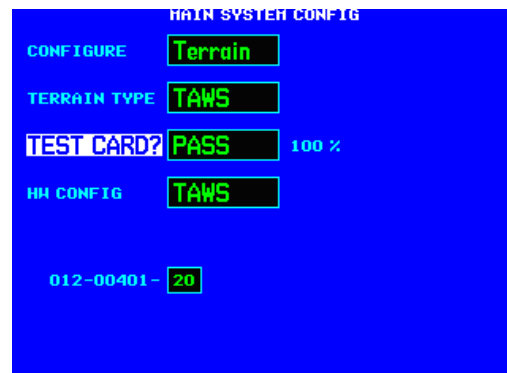 MAIN SYSTEM CONFIG
CONFIGURE Terrain
TERRAIN TYPE TAWS
TEST CARD? PASS 100 %
HW CONFIG TAWS
012-00401- 20